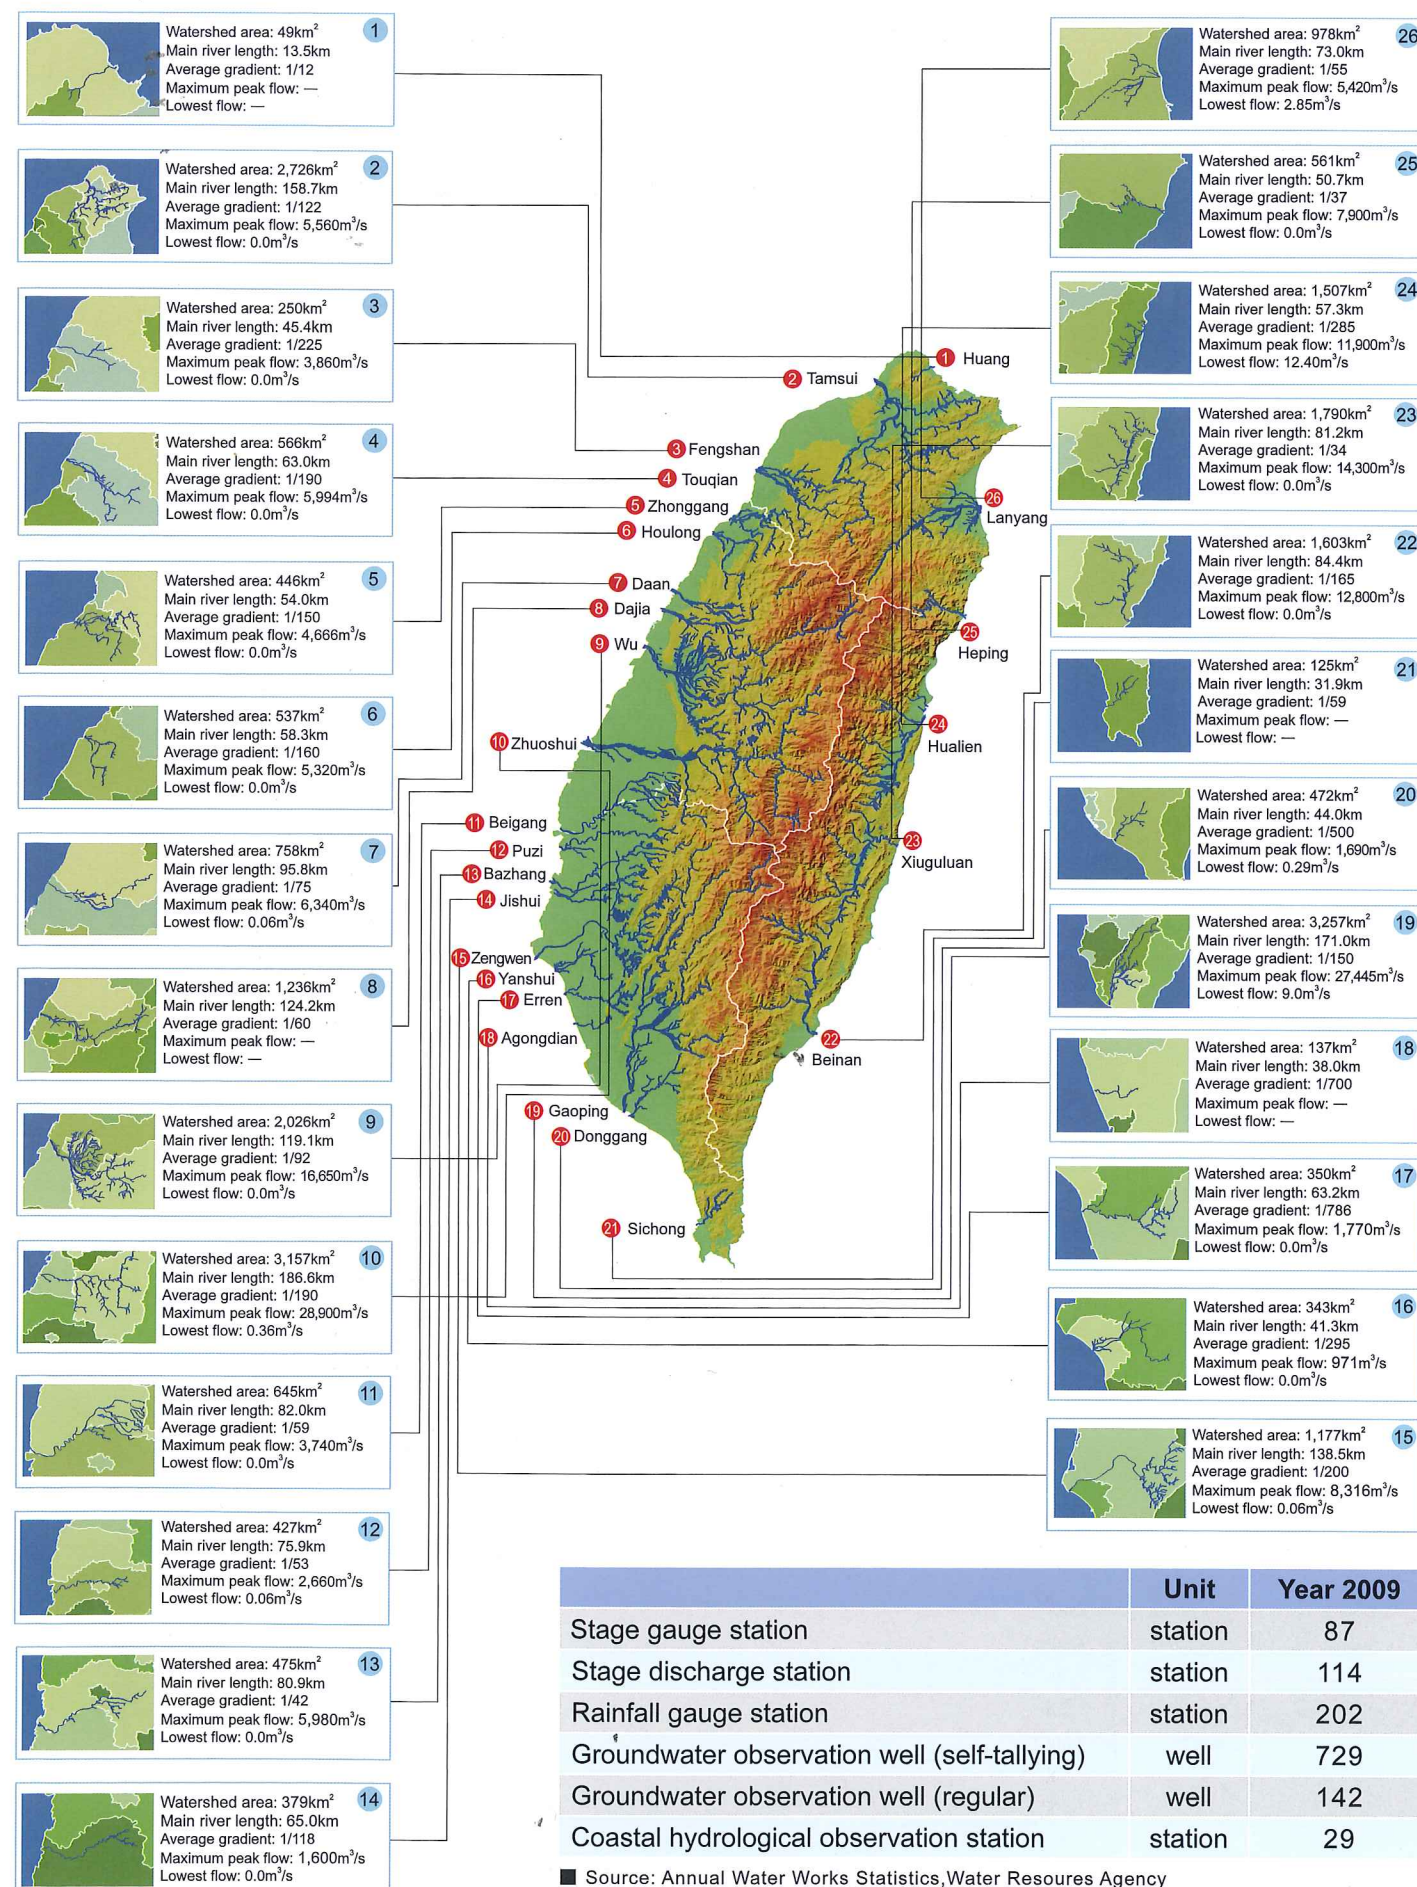 Watershed area: 49km²
1
Main river length: 13.5km
Average gradient: 1/12
Maximum peak flow: —
Lowest flow: —
Watershed area: 2,726km²
2
Main river length: 158.7km
Average gradient: 1/122
Maximum peak flow: 5,560m³/s
Lowest flow: 0.0m³/s
Watershed area: 250km²
3
Main river length: 45.4km
Average gradient: 1/225
Maximum peak flow: 3,860m³/s
Lowest flow: 0.0m³/s
Watershed area: 566km²
4
Main river length: 63.0km
Average gradient: 1/190
Maximum peak flow: 5,994m³/s
Lowest flow: 0.0m³/s
Watershed area: 446km²
5
Main river length: 54.0km
Average gradient: 1/150
Maximum peak flow: 4,666m³/s
Lowest flow: 0.0m³/s
Watershed area: 537km²
6
Main river length: 58.3km
Average gradient: 1/160
Maximum peak flow: 5,320m³/s
Lowest flow: 0.0m³/s
Watershed area: 758km²
7
Main river length: 95.8km
Average gradient: 1/75
Maximum peak flow: 6,340m³/s
Lowest flow: 0.06m³/s
Watershed area: 1,236km²
8
Main river length: 124.2km
Average gradient: 1/60
Maximum peak flow: —
Lowest flow: —
Watershed area: 2,026km²
9
Main river length: 119.1km
Average gradient: 1/92
Maximum peak flow: 16,650m³/s
Lowest flow: 0.0m³/s
Watershed area: 3,157km²
10
Main river length: 186.6km
Average gradient: 1/190
Maximum peak flow: 28,900m³/s
Lowest flow: 0.36m³/s
Watershed area: 645km²
11
Main river length: 82.0km
Average gradient: 1/59
Maximum peak flow: 3,740m³/s
Lowest flow: 0.0m³/s
Watershed area: 427km²
12
Main river length: 75.9km
Average gradient: 1/53
Maximum peak flow: 2,660m³/s
Lowest flow: 0.06m³/s
Watershed area: 475km²
13
Main river length: 80.9km
Average gradient: 1/42
Maximum peak flow: 5,980m³/s
Lowest flow: 0.0m³/s
Watershed area: 379km²
14
Main river length: 65.0km
Average gradient: 1/118
Maximum peak flow: 1,600m³/s
Lowest flow: 0.0m³/s
1 Huang
2 Tamsui
3 Fengshan
4 Touqian
5 Zhonggang
6 Houlong
7 Daan
8 Dajia
9 Wu
10 Zhuoshui
11 Beigang
12 Puzi
13 Bazhang
14 Jishui
15 Zengwen
16 Yanshui
17 Erren
18 Agongdian
19 Gaoping
20 Donggang
21 Sichong
22
Beinan
23
Xiuguluan
24
Hualien
25
Heping
26
Lanyang
Watershed area: 978km²
26
Main river length: 73.0km
Average gradient: 1/55
Maximum peak flow: 5,420m³/s
Lowest flow: 2.85m³/s
Watershed area: 561km²
25
Main river length: 50.7km
Average gradient: 1/37
Maximum peak flow: 7,900m³/s
Lowest flow: 0.0m³/s
Watershed area: 1,507km²
24
Main river length: 57.3km
Average gradient: 1/285
Maximum peak flow: 11,900m³/s
Lowest flow: 12.40m³/s
Watershed area: 1,790km²
23
Main river length: 81.2km
Average gradient: 1/34
Maximum peak flow: 14,300m³/s
Lowest flow: 0.0m³/s
Watershed area: 1,603km²
22
Main river length: 84.4km
Average gradient: 1/165
Maximum peak flow: 12,800m³/s
Lowest flow: 0.0m³/s
Watershed area: 125km²
21
Main river length: 31.9km
Average gradient: 1/59
Maximum peak flow: —
Lowest flow: —
Watershed area: 472km²
20
Main river length: 44.0km
Average gradient: 1/500
Maximum peak flow: 1,690m³/s
Lowest flow: 0.29m³/s
Watershed area: 3,257km²
19
Main river length: 171.0km
Average gradient: 1/150
Maximum peak flow: 27,445m³/s
Lowest flow: 9.0m³/s
Watershed area: 137km²
18
Main river length: 38.0km
Average gradient: 1/700
Maximum peak flow: —
Lowest flow: —
Watershed area: 350km²
17
Main river length: 63.2km
Average gradient: 1/786
Maximum peak flow: 1,770m³/s
Lowest flow: 0.0m³/s
Watershed area: 343km²
16
Main river length: 41.3km
Average gradient: 1/295
Maximum peak flow: 971m³/s
Lowest flow: 0.0m³/s
Watershed area: 1,177km²
15
Main river length: 138.5km
Average gradient: 1/200
Maximum peak flow: 8,316m³/s
Lowest flow: 0.06m³/s
Unit Year 2009
Stage gauge station station 87
Stage discharge station station 114
Rainfall gauge station station 202
Groundwater observation well (self-tallying) well 729
Groundwater observation well (regular) well 142
Coastal hydrological observation station station 29
■ Source: Annual Water Works Statistics,Water Resoures Agency